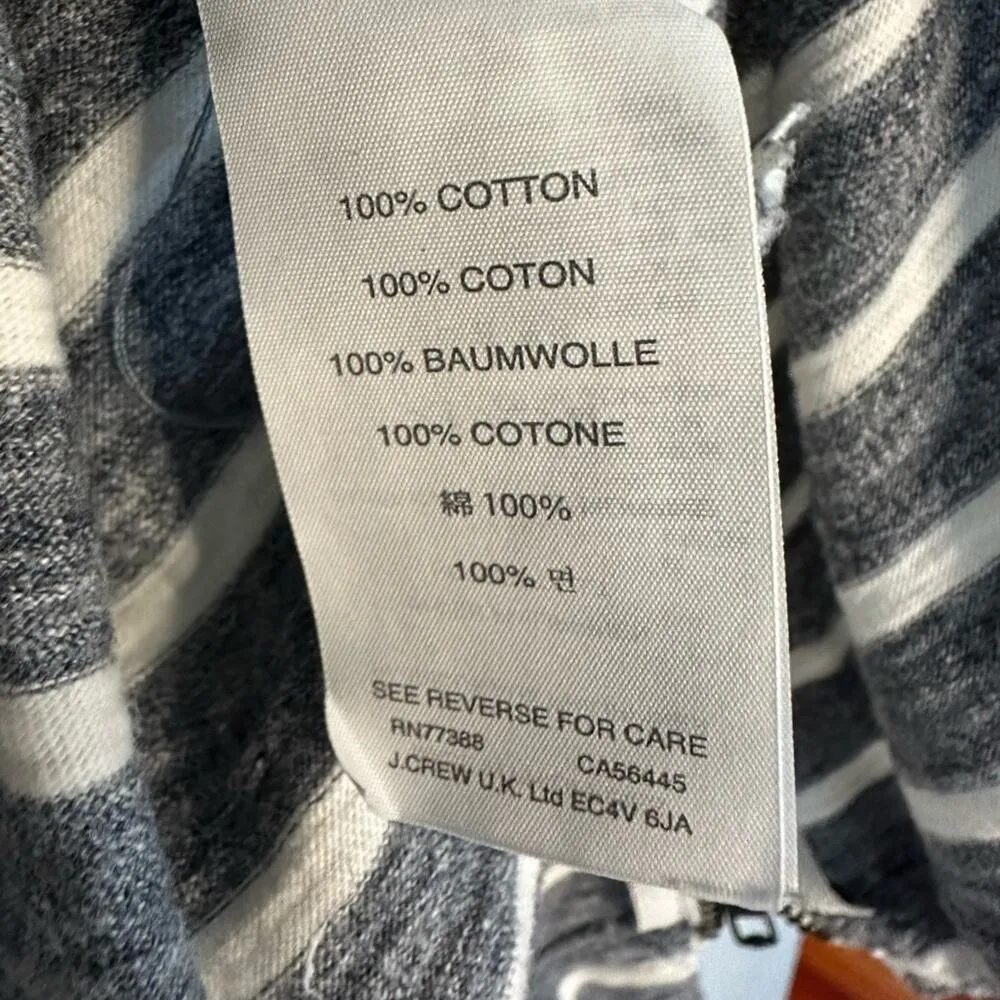 100% COTTON
100% COTON
100% BAUMWOLLE
100% COTONE
綿 100%
100% 면
SEE REVERSE FOR CARE
RN77388 CA56445
J.CREW U.K. Ltd EC4V 6JA